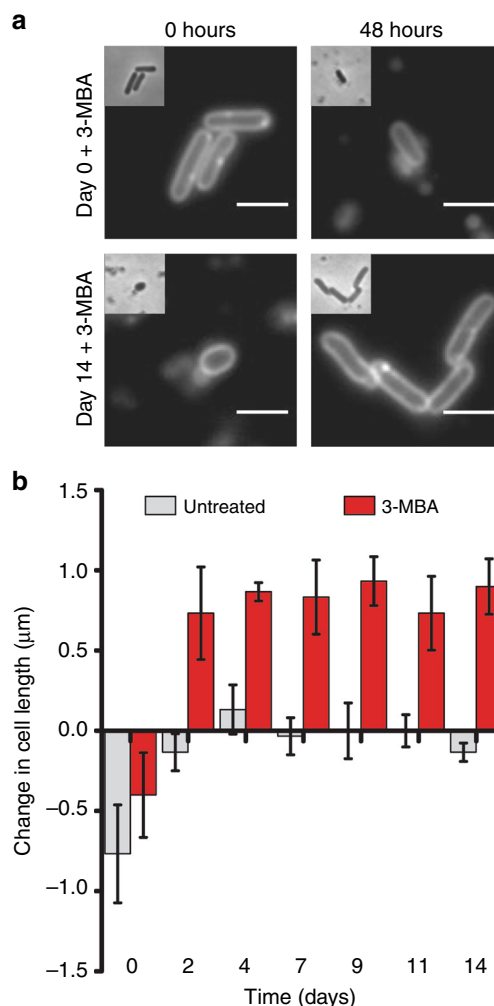 a
0 hours 48 hours
Day 0 + 3-MBA
Day 14 + 3-MBA
b
1.5
Untreated 3-MBA
1.0
0.5
0.0
−0.5
−1.0
−1.5
Change in cell length (μm)
0 2 4 7 9 11 14
Time (days)